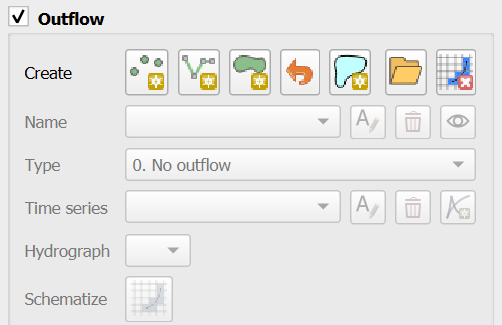 Outflow
Create
Name
Type 0. No outflow
Time series
Hydrograph
Schematize